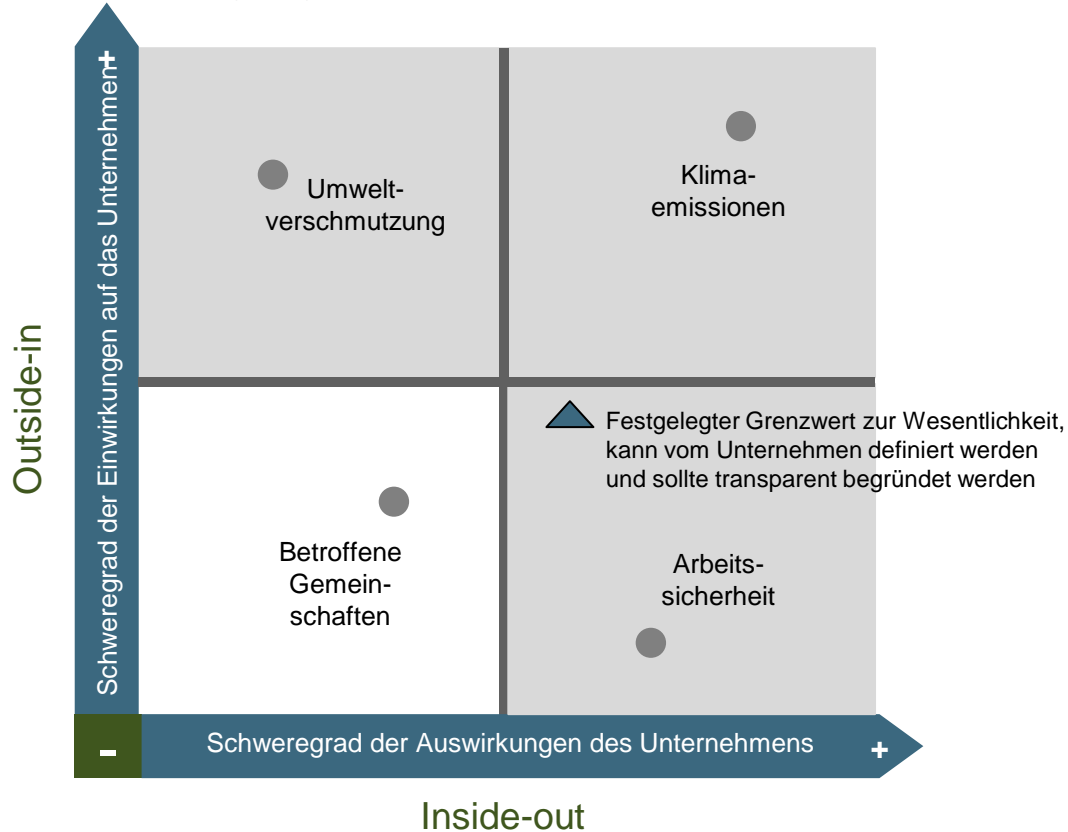 +
Schweregrad der Einwirkungen auf das Unternehmen
Outside-in
Umwelt-
verschmutzung
Klima-
emissionen
Festgelegter Grenzwert zur Wesentlichkeit,
kann vom Unternehmen definiert werden
und sollte transparent begründet werden
Betroffene
Gemein-
schaften
Arbeits-
sicherheit
-
Schweregrad der Auswirkungen des Unternehmens
+
Inside-out